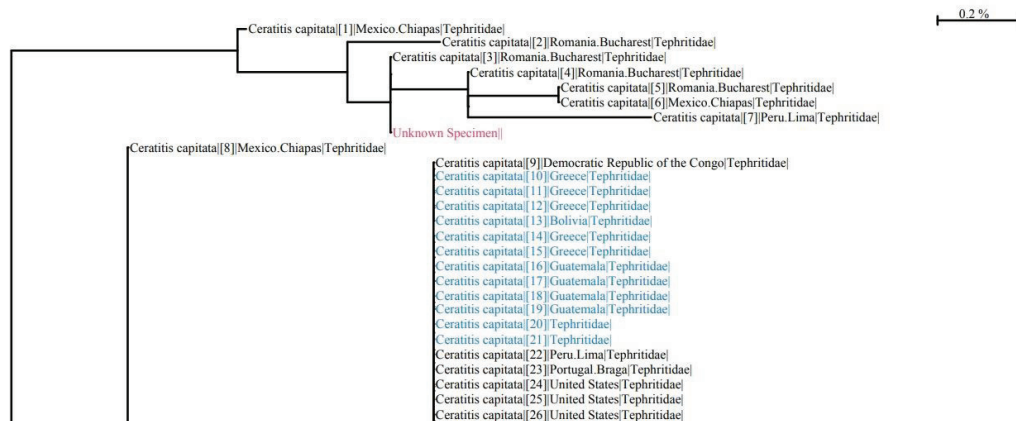 0.2 %
Ceratitis capitata|[1]|Mexico.Chiapas|Tephritidae|
Ceratitis capitata|[2]|Romania.Bucharest|Tephritidae|
Ceratitis capitata|[3]|Romania.Bucharest|Tephritidae|
Ceratitis capitata|[4]|Romania.Bucharest|Tephritidae|
Ceratitis capitata|[5]|Romania.Bucharest|Tephritidae|
Ceratitis capitata|[6]|Mexico.Chiapas|Tephritidae|
Ceratitis capitata|[7]|Peru.Lima|Tephritidae|
Unknown Specimen||
Ceratitis capitata|[8]|Mexico.Chiapas|Tephritidae|
Ceratitis capitata|[9]|Democratic Republic of the Congo|Tephritidae|
Ceratitis capitata|[10]|Greece|Tephritidae|
Ceratitis capitata|[11]|Greece|Tephritidae|
Ceratitis capitata|[12]|Greece|Tephritidae|
Ceratitis capitata|[13]|Bolivia|Tephritidae|
Ceratitis capitata|[14]|Greece|Tephritidae|
Ceratitis capitata|[15]|Greece|Tephritidae|
Ceratitis capitata|[16]|Guatemala|Tephritidae|
Ceratitis capitata|[17]|Guatemala|Tephritidae|
Ceratitis capitata|[18]|Guatemala|Tephritidae|
Ceratitis capitata|[19]|Guatemala|Tephritidae|
Ceratitis capitata|[20]|Tephritidae|
Ceratitis capitata|[21]|Tephritidae|
Ceratitis capitata|[22]|Peru.Lima|Tephritidae|
Ceratitis capitata|[23]|Portugal.Braga|Tephritidae|
Ceratitis capitata|[24]|United States|Tephritidae|
Ceratitis capitata|[25]|United States|Tephritidae|
Ceratitis capitata|[26]|United States|Tephritidae|